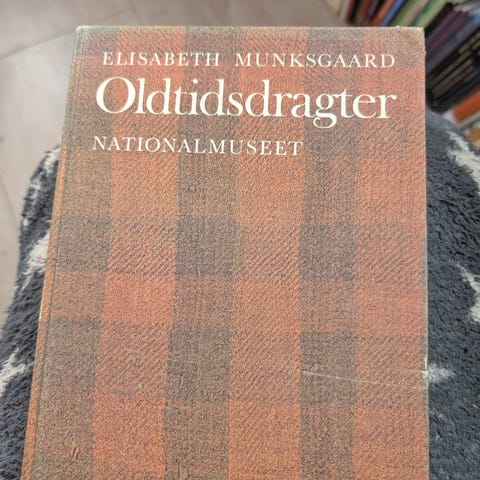 ELISABETH MUNKSGAARD
Oldtidsdragter
NATIONALMUSEET